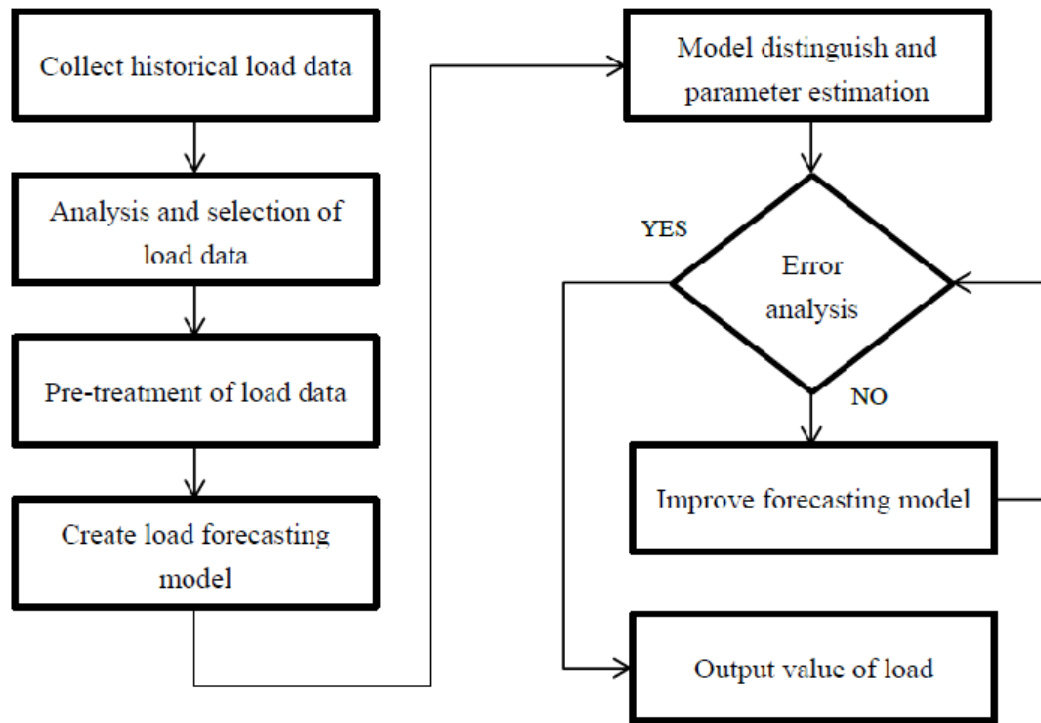 Collect historical load data
Analysis and selection of
load data
Pre-treatment of load data
Create load forecasting
model
Model distinguish and
parameter estimation
YES
Error
analysis
NO
Improve forecasting model
Output value of load